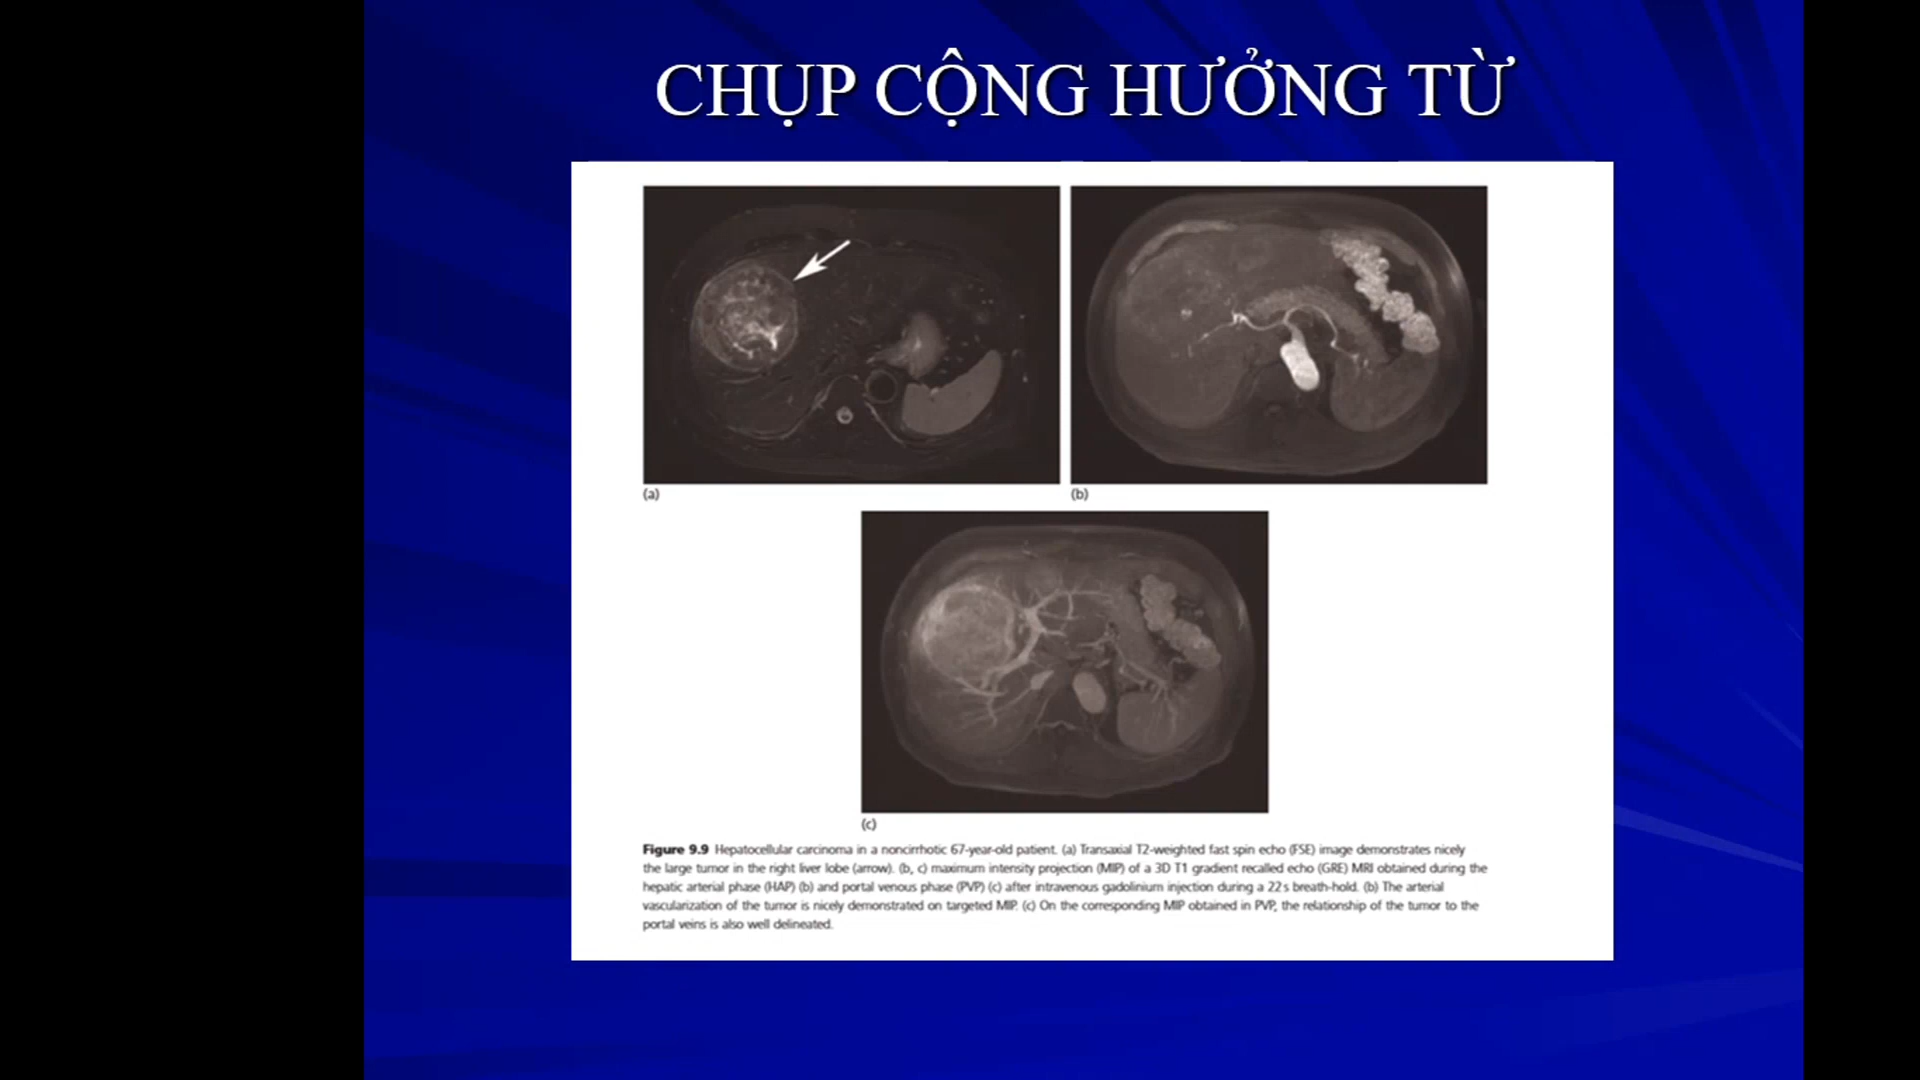 CHỤP CỘNG HƯỞNG TỪ
(a)
(b)
(c)
Figure 9.9 Hepatocellular carcinoma in a noncirrhotic 67-year-old patient. (a) Transaxial T2-weighted fast spin echo (FSE) image demonstrates nicely
the large tumor in the right liver lobe (arrow). (b, c) maximum intensity projection (MIP) of a 3D T1 gradient recalled echo (GRE) MRI obtained during the
hepatic arterial phase (HAP) (b) and portal venous phase (PVP) (c) after intravenous gadolinium injection during a 22 s breath-hold. (b) The arterial
vascularization of the tumor is nicely demonstrated on targeted MIP. (c) On the corresponding MIP obtained in PVP, the relationship of the tumor to the
portal veins is also well delineated.